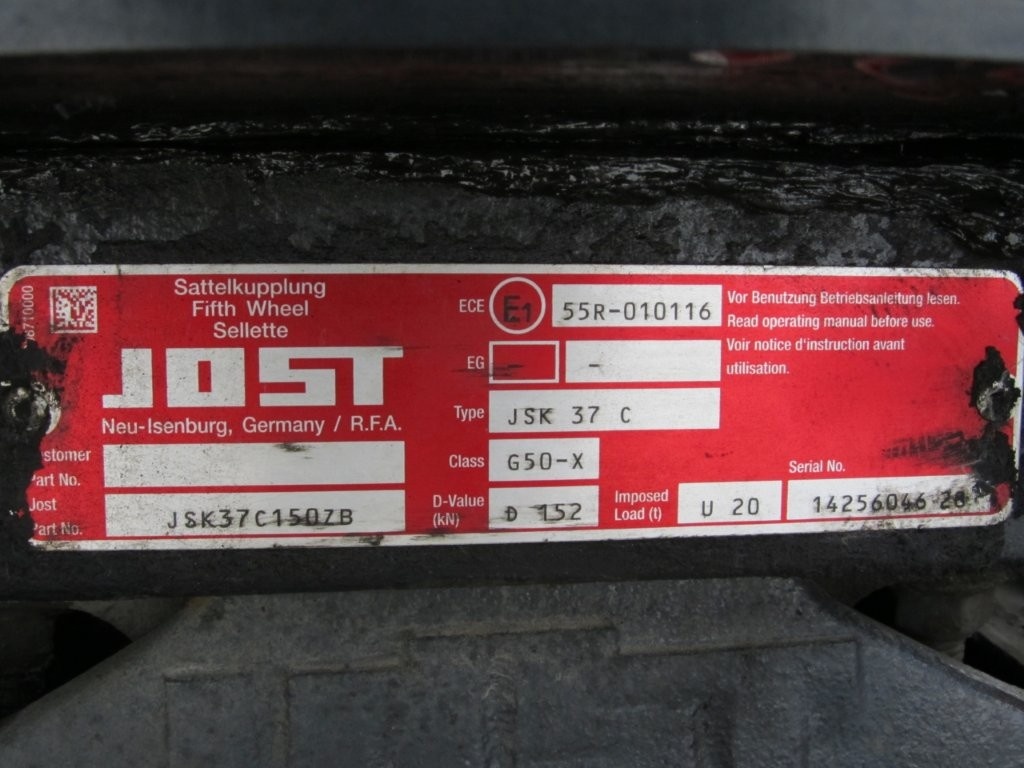 Sattelkupplung
Fifth Wheel
Sellette
JOST
Neu-Isenburg, Germany / R.F.A.
Part No.
Jost
Part No.
JSK37C150ZB
ECE E1 55R-010116
EG - -
Type JSK 37 C
Class G50-X
D-Value
(kN)
D 152
Imposed
Load (t)
U 20
Serial No.
14256046
Vor Benutzung Betriebsanleitung lesen.
Read operating manual before use.
Voir notice d'instruction avant
utilisation.